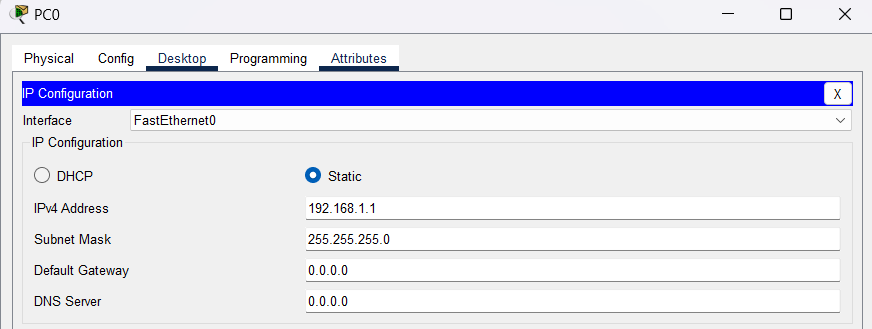 PC0
Physical Config Desktop Programming Attributes
IP Configuration X
Interface FastEthernet0
IP Configuration
DHCP Static
IPv4 Address 192.168.1.1
Subnet Mask 255.255.255.0
Default Gateway 0.0.0.0
DNS Server 0.0.0.0